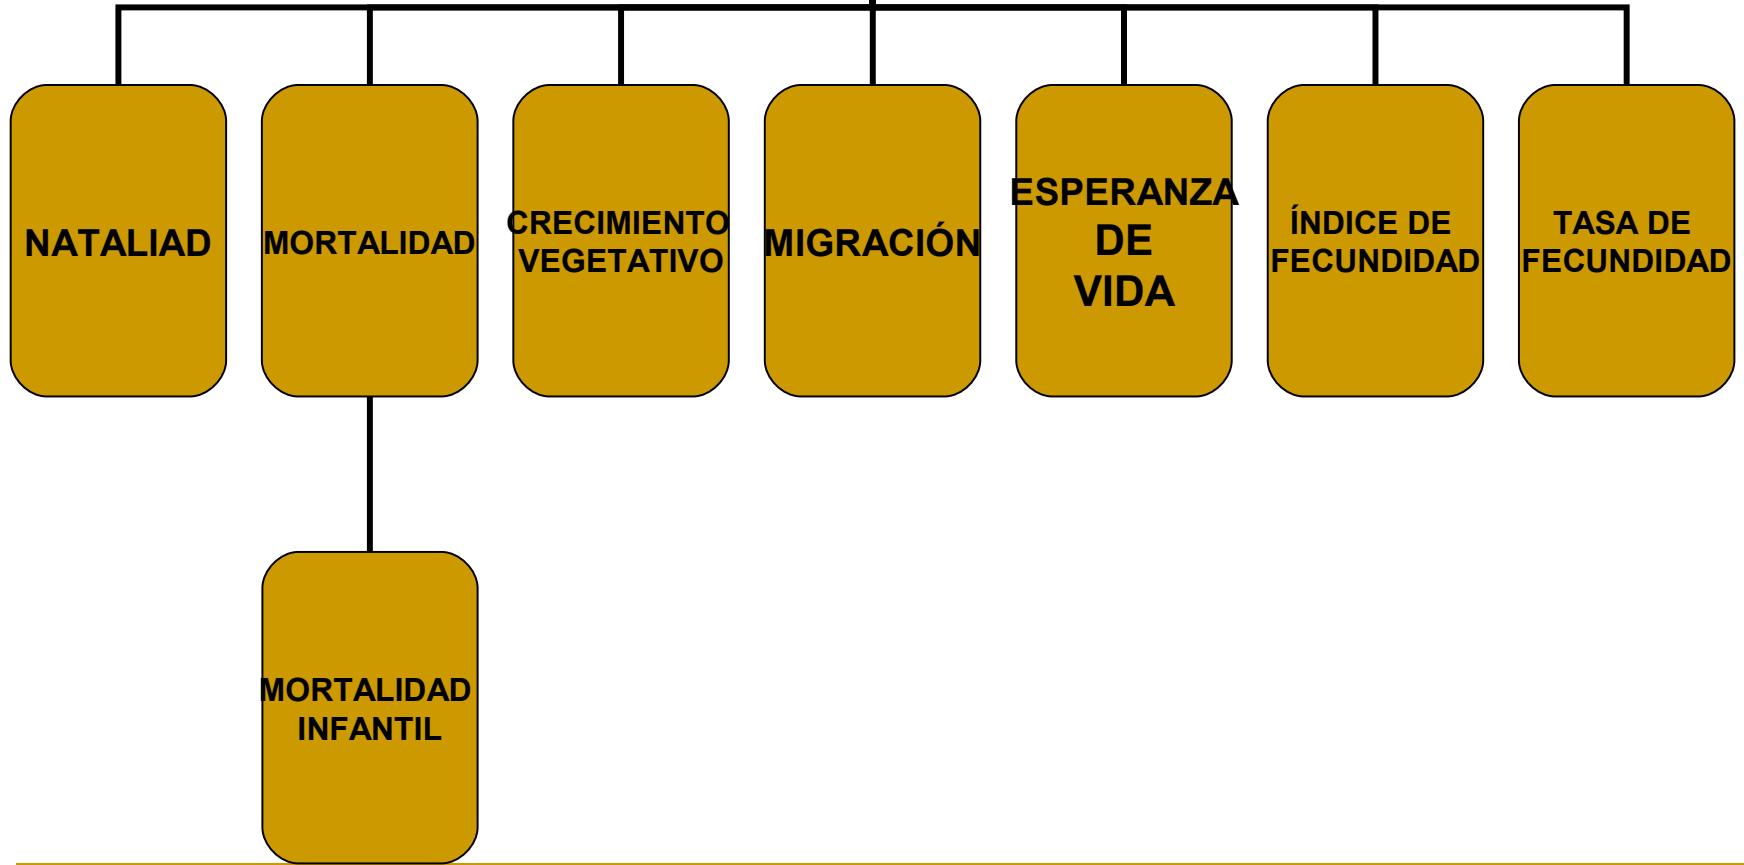 NATALIAD
MORTALIDAD
CRECIMIENTO
VEGETATIVO
MIGRACIÓN
ESPERANZA
DE
VIDA
ÍNDICE DE
FECUNDIDAD
TASA DE
FECUNDIDAD
MORTALIDAD
INFANTIL